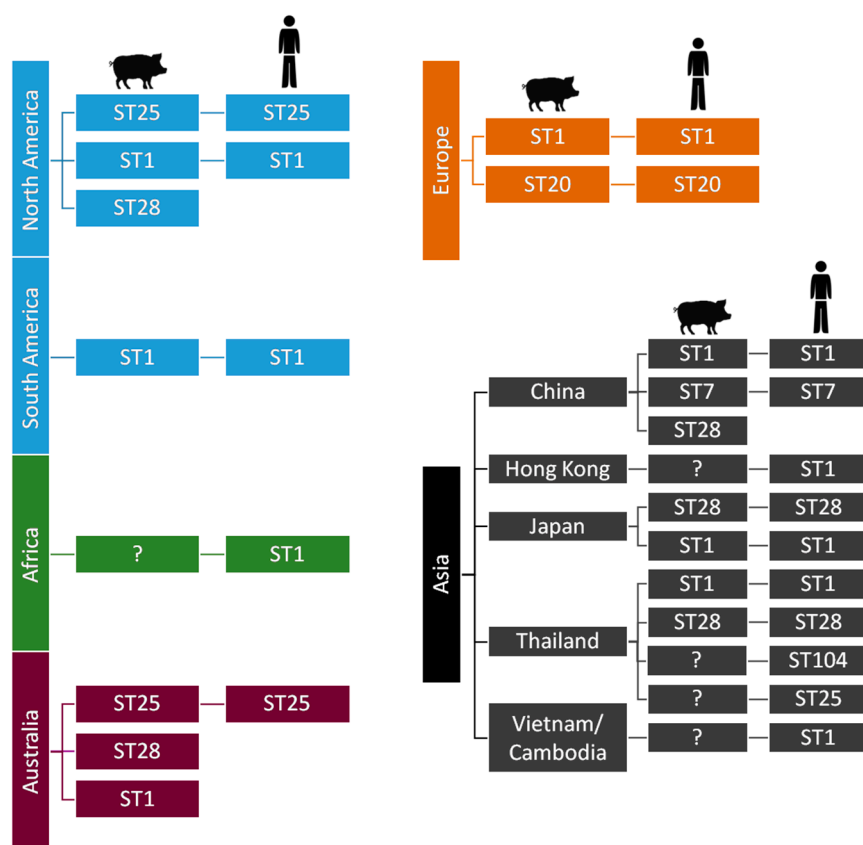 North America
ST25 ST25
ST1 ST1
ST28
South America
ST1 ST1
Africa
? ST1
Australia
ST25 ST25
ST28
ST1
Europe
ST1 ST1
ST20 ST20
Asia
China
ST1 ST1
ST7 ST7
ST28
Hong Kong
? ST1
Japan
ST28 ST28
ST1 ST1
Thailand
ST1 ST1
ST28 ST28
? ST104
? ST25
Vietnam/
Cambodia
? ST1